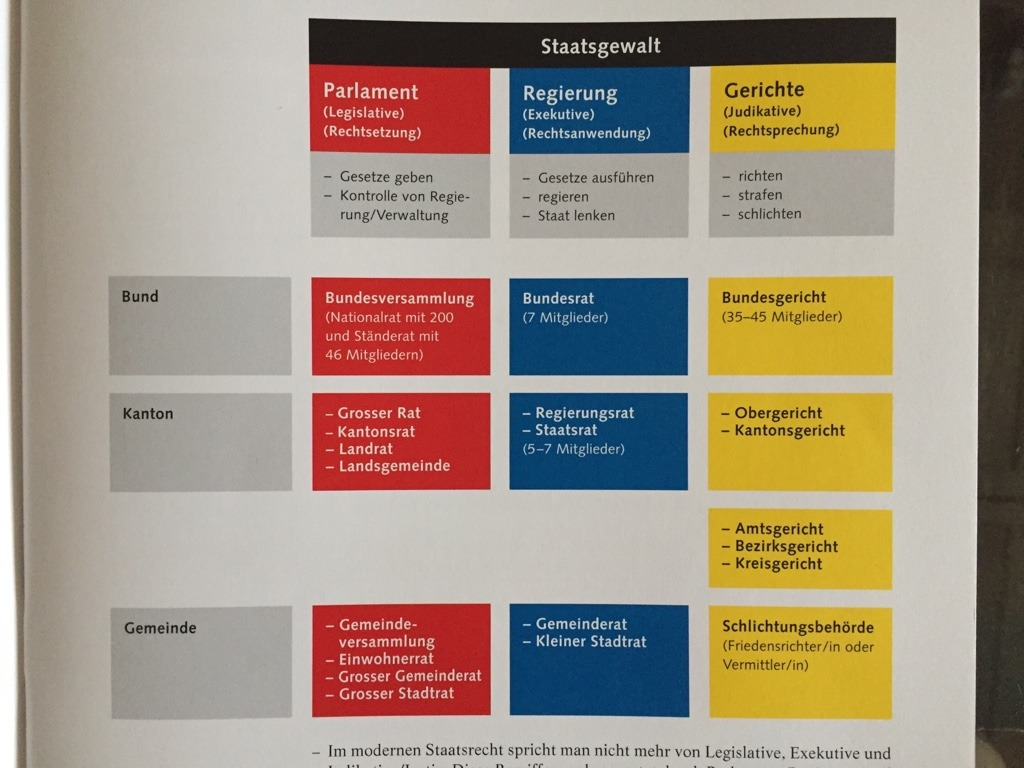 Staatsgewalt
Parlament
(Legislative)
(Rechtsetzung)
– Gesetze geben
– Kontrolle von Regie-
rung/Verwaltung
Regierung
(Exekutive)
(Rechtsanwendung)
– Gesetze ausführen
– regieren
– Staat lenken
Gerichte
(Judikative)
(Rechtsprechung)
– richten
– strafen
– schlichten
Bund
Bundesversammlung
(Nationalrat mit 200
und Ständerat mit
46 Mitgliedern)
Bundesrat
(7 Mitglieder)
Bundesgericht
(35–45 Mitglieder)
Kanton
– Grosser Rat
– Kantonsrat
– Landrat
– Landsgemeinde
– Regierungsrat
– Staatsrat
(5–7 Mitglieder)
– Obergericht
– Kantonsgericht
– Amtsgericht
– Bezirksgericht
– Kreisgericht
Gemeinde
– Gemeinde-
versammlung
– Einwohnerrat
– Grosser Gemeinderat
– Grosser Stadtrat
– Gemeinderat
– Kleiner Stadtrat
Schlichtungsbehörde
(Friedensrichter/in oder
Vermittler/in)
– Im modernen Staatsrecht spricht man nicht mehr von Legislative, Exekutive und